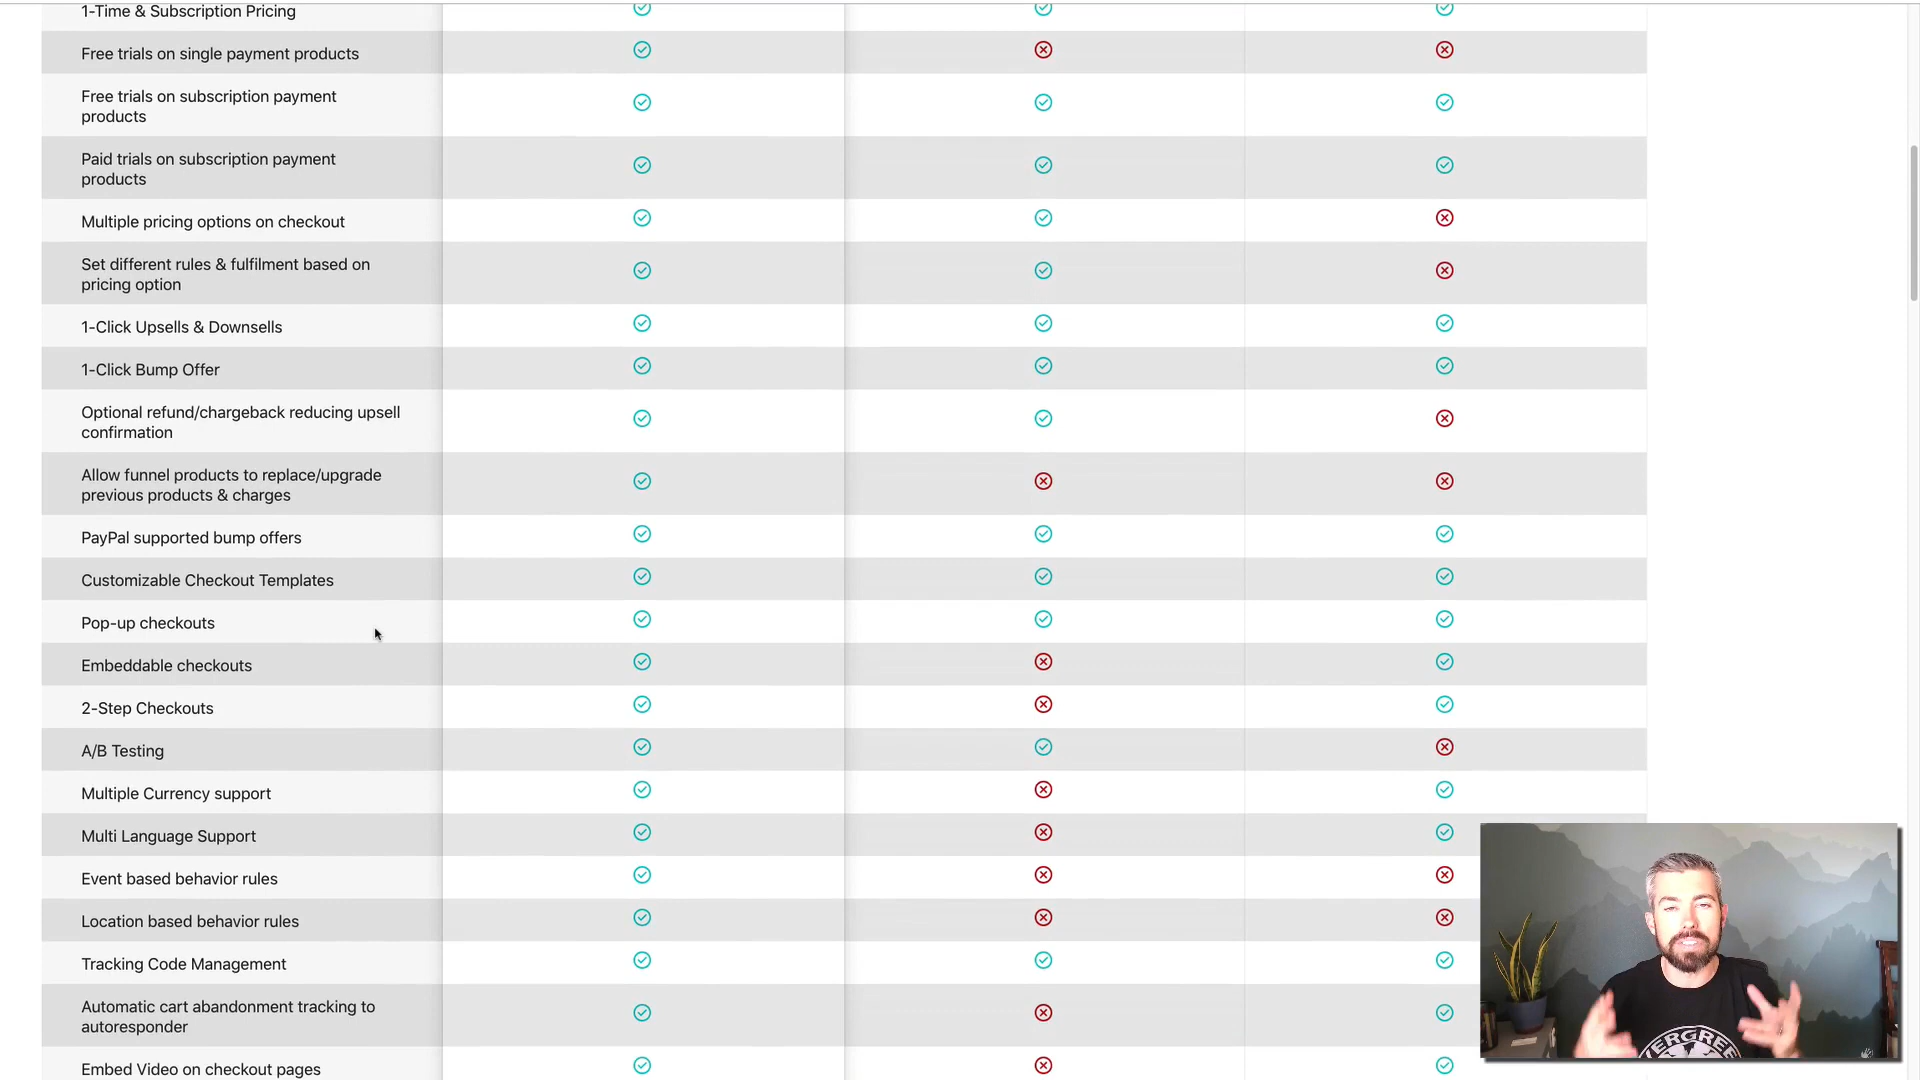 1-Time & Subscription Pricing
Free trials on single payment products
Free trials on subscription payment
products
Paid trials on subscription payment
products
Multiple pricing options on checkout
Set different rules & fulfilment based on
pricing option
1-Click Upsells & Downsells
1-Click Bump Offer
Optional refund/chargeback reducing upsell
confirmation
Allow funnel products to replace/upgrade
previous products & charges
PayPal supported bump offers
Customizable Checkout Templates
Pop-up checkouts
Embeddable checkouts
2-Step Checkouts
A/B Testing
Multiple Currency support
Multi Language Support
Event based behavior rules
Location based behavior rules
Tracking Code Management
Automatic cart abandonment tracking to
autoresponder
Embed Video on checkout pages